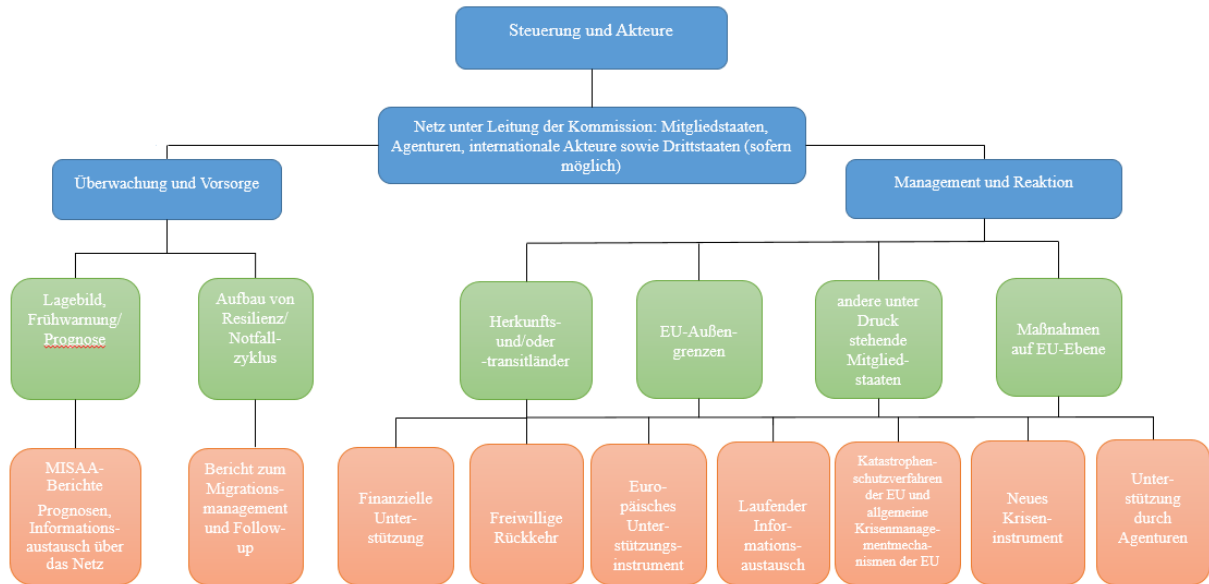 Steuerung und Akteure
Netz unter Leitung der Kommission: Mitgliedstaaten,
Agenturen, internationale Akteure sowie Drittstaaten (sofern
möglich)
Überwachung und Vorsorge
Management und Reaktion
Lagebild,
Frühwarnung/
Prognose
Aufbau von
Resilienz/
Notfall-
zyklus
Herkunfts-
und/oder
-transitländer
EU-Außen-
grenzen
andere unter
Druck
stehende
Mitglied-
staaten
Maßnahmen
auf EU-Ebene
MISAA-
Berichte
Prognosen,
Informations-
austausch über
das Netz
Bericht zum
Migrations-
management
und Follow-
up
Finanzielle
Unter-
stützung
Freiwillige
Rückkehr
Euro-
päisches
Unter-
stützungsins-
trument
Laufender
Infor-
mations-
austausch
Katastrophen-
schutzverfahren
der EU und
allgemeine
Krisenmanage-
mentmecha-
nismen der EU
Neues
Krisen-
instrument
Unter-
stützung
durch
Agenturen